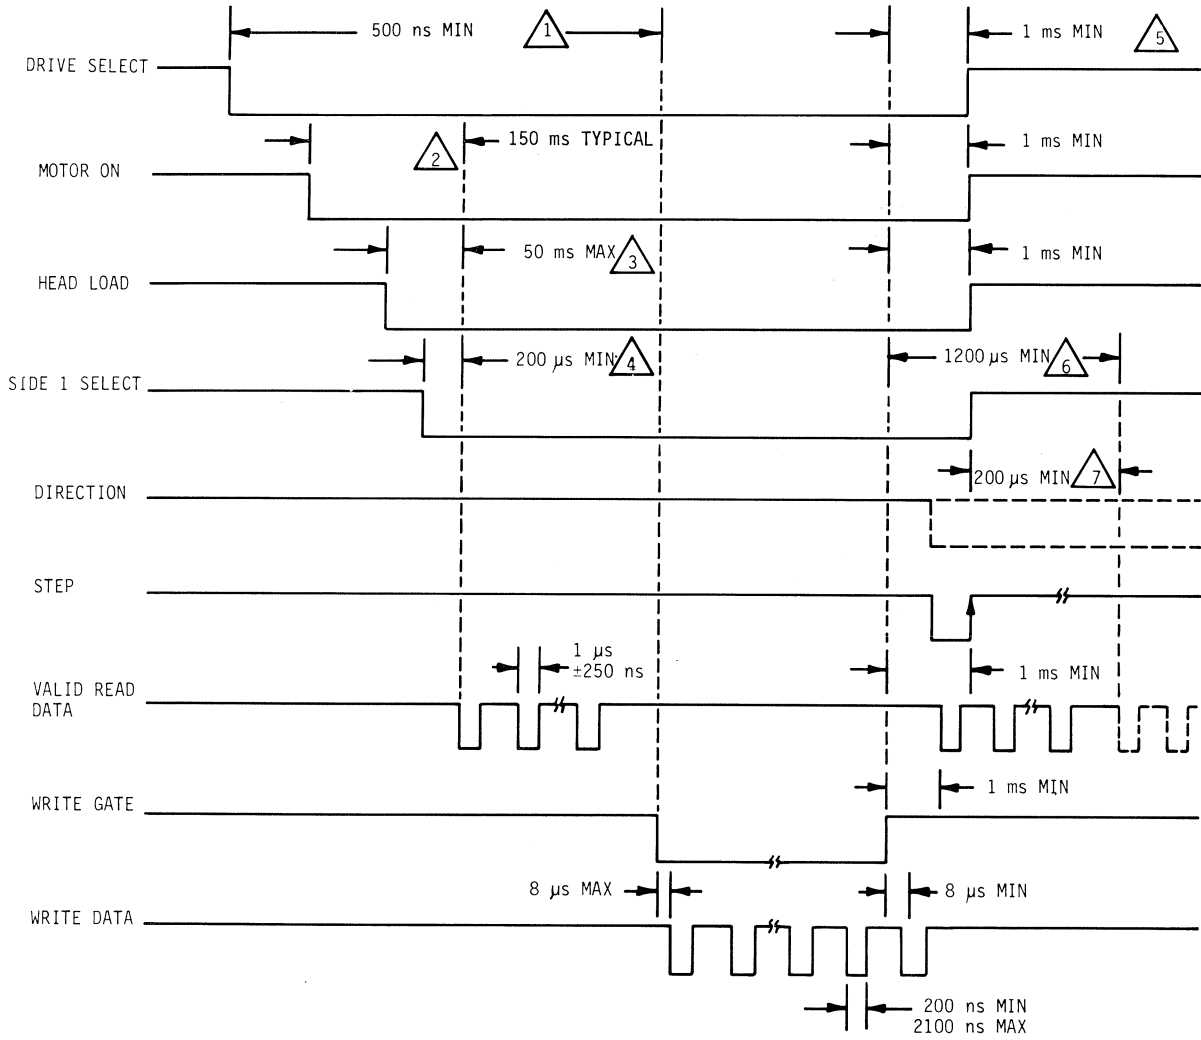 500 ns MIN 1 1 ms MIN 5
DRIVE SELECT
2 150 ms TYPICAL 1 ms MIN
MOTOR ON
50 ms MAX 3 1 ms MIN
HEAD LOAD
200 µs MIN 4 1200 µs MIN 6
SIDE 1 SELECT
200 µs MIN 7
DIRECTION
STEP
1 µs
±250 ns
1 ms MIN
VALID READ
DATA
1 ms MIN
WRITE GATE
8 µs MAX 8 µs MIN
WRITE DATA
200 ns MIN
2100 ns MAX